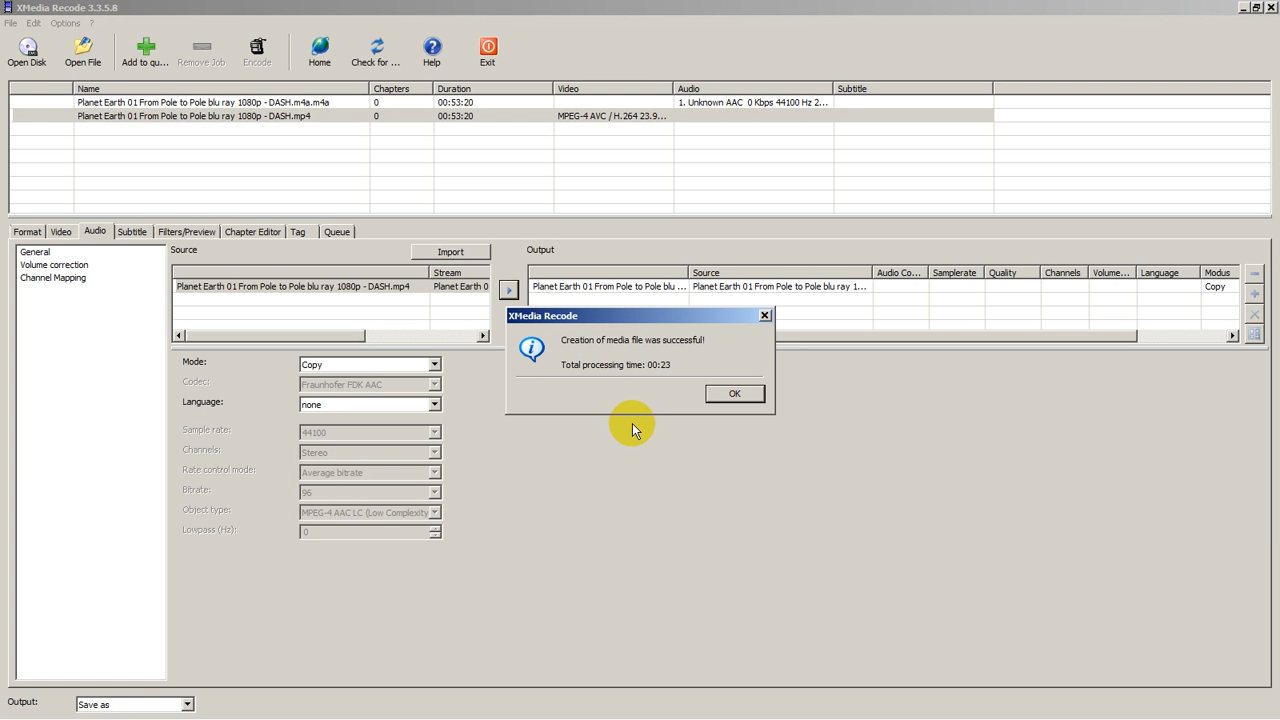 XMedia Recode 3.3.5.8
File Edit Options ?
Open Disk Open File Add to qu... Remove Job Encode Home Check for ... Help Exit
Name Chapters Duration Video Audio Subtitle
Planet Earth 01 From Pole to Pole blu ray 1080p - DASH.m4a.m4a 0 00:53:20 1. Unknown AAC 0 Kbps 44100 Hz 2...
Planet Earth 01 From Pole to Pole blu ray 1080p - DASH.mp4 0 00:53:20 MPEG-4 AVC / H.264 23.9...
Format Video Audio Subtitle Filters/Preview Chapter Editor Tag Queue
General
Volume correction
Channel Mapping
Source Import
Stream
Planet Earth 01 From Pole to Pole blu ray 1080p - DASH.mp4 Planet Earth 0
Output
Source Audio Co... Samplerate Quality Channels Volume... Language Modus
Planet Earth 01 From Pole to Pole blu ... Planet Earth 01 From Pole to Pole blu ray 1... Copy
XMedia Recode
Creation of media file was successful!
Total processing time: 00:23
OK
Mode: Copy
Codec: Fraunhofer FDK AAC
Language: none
Sample rate: 44100
Channels: Stereo
Rate control mode: Average bitrate
Bitrate: 96
Object type: MPEG-4 AAC LC (Low Complexity
Lowpass (Hz): 0
Output: Save as